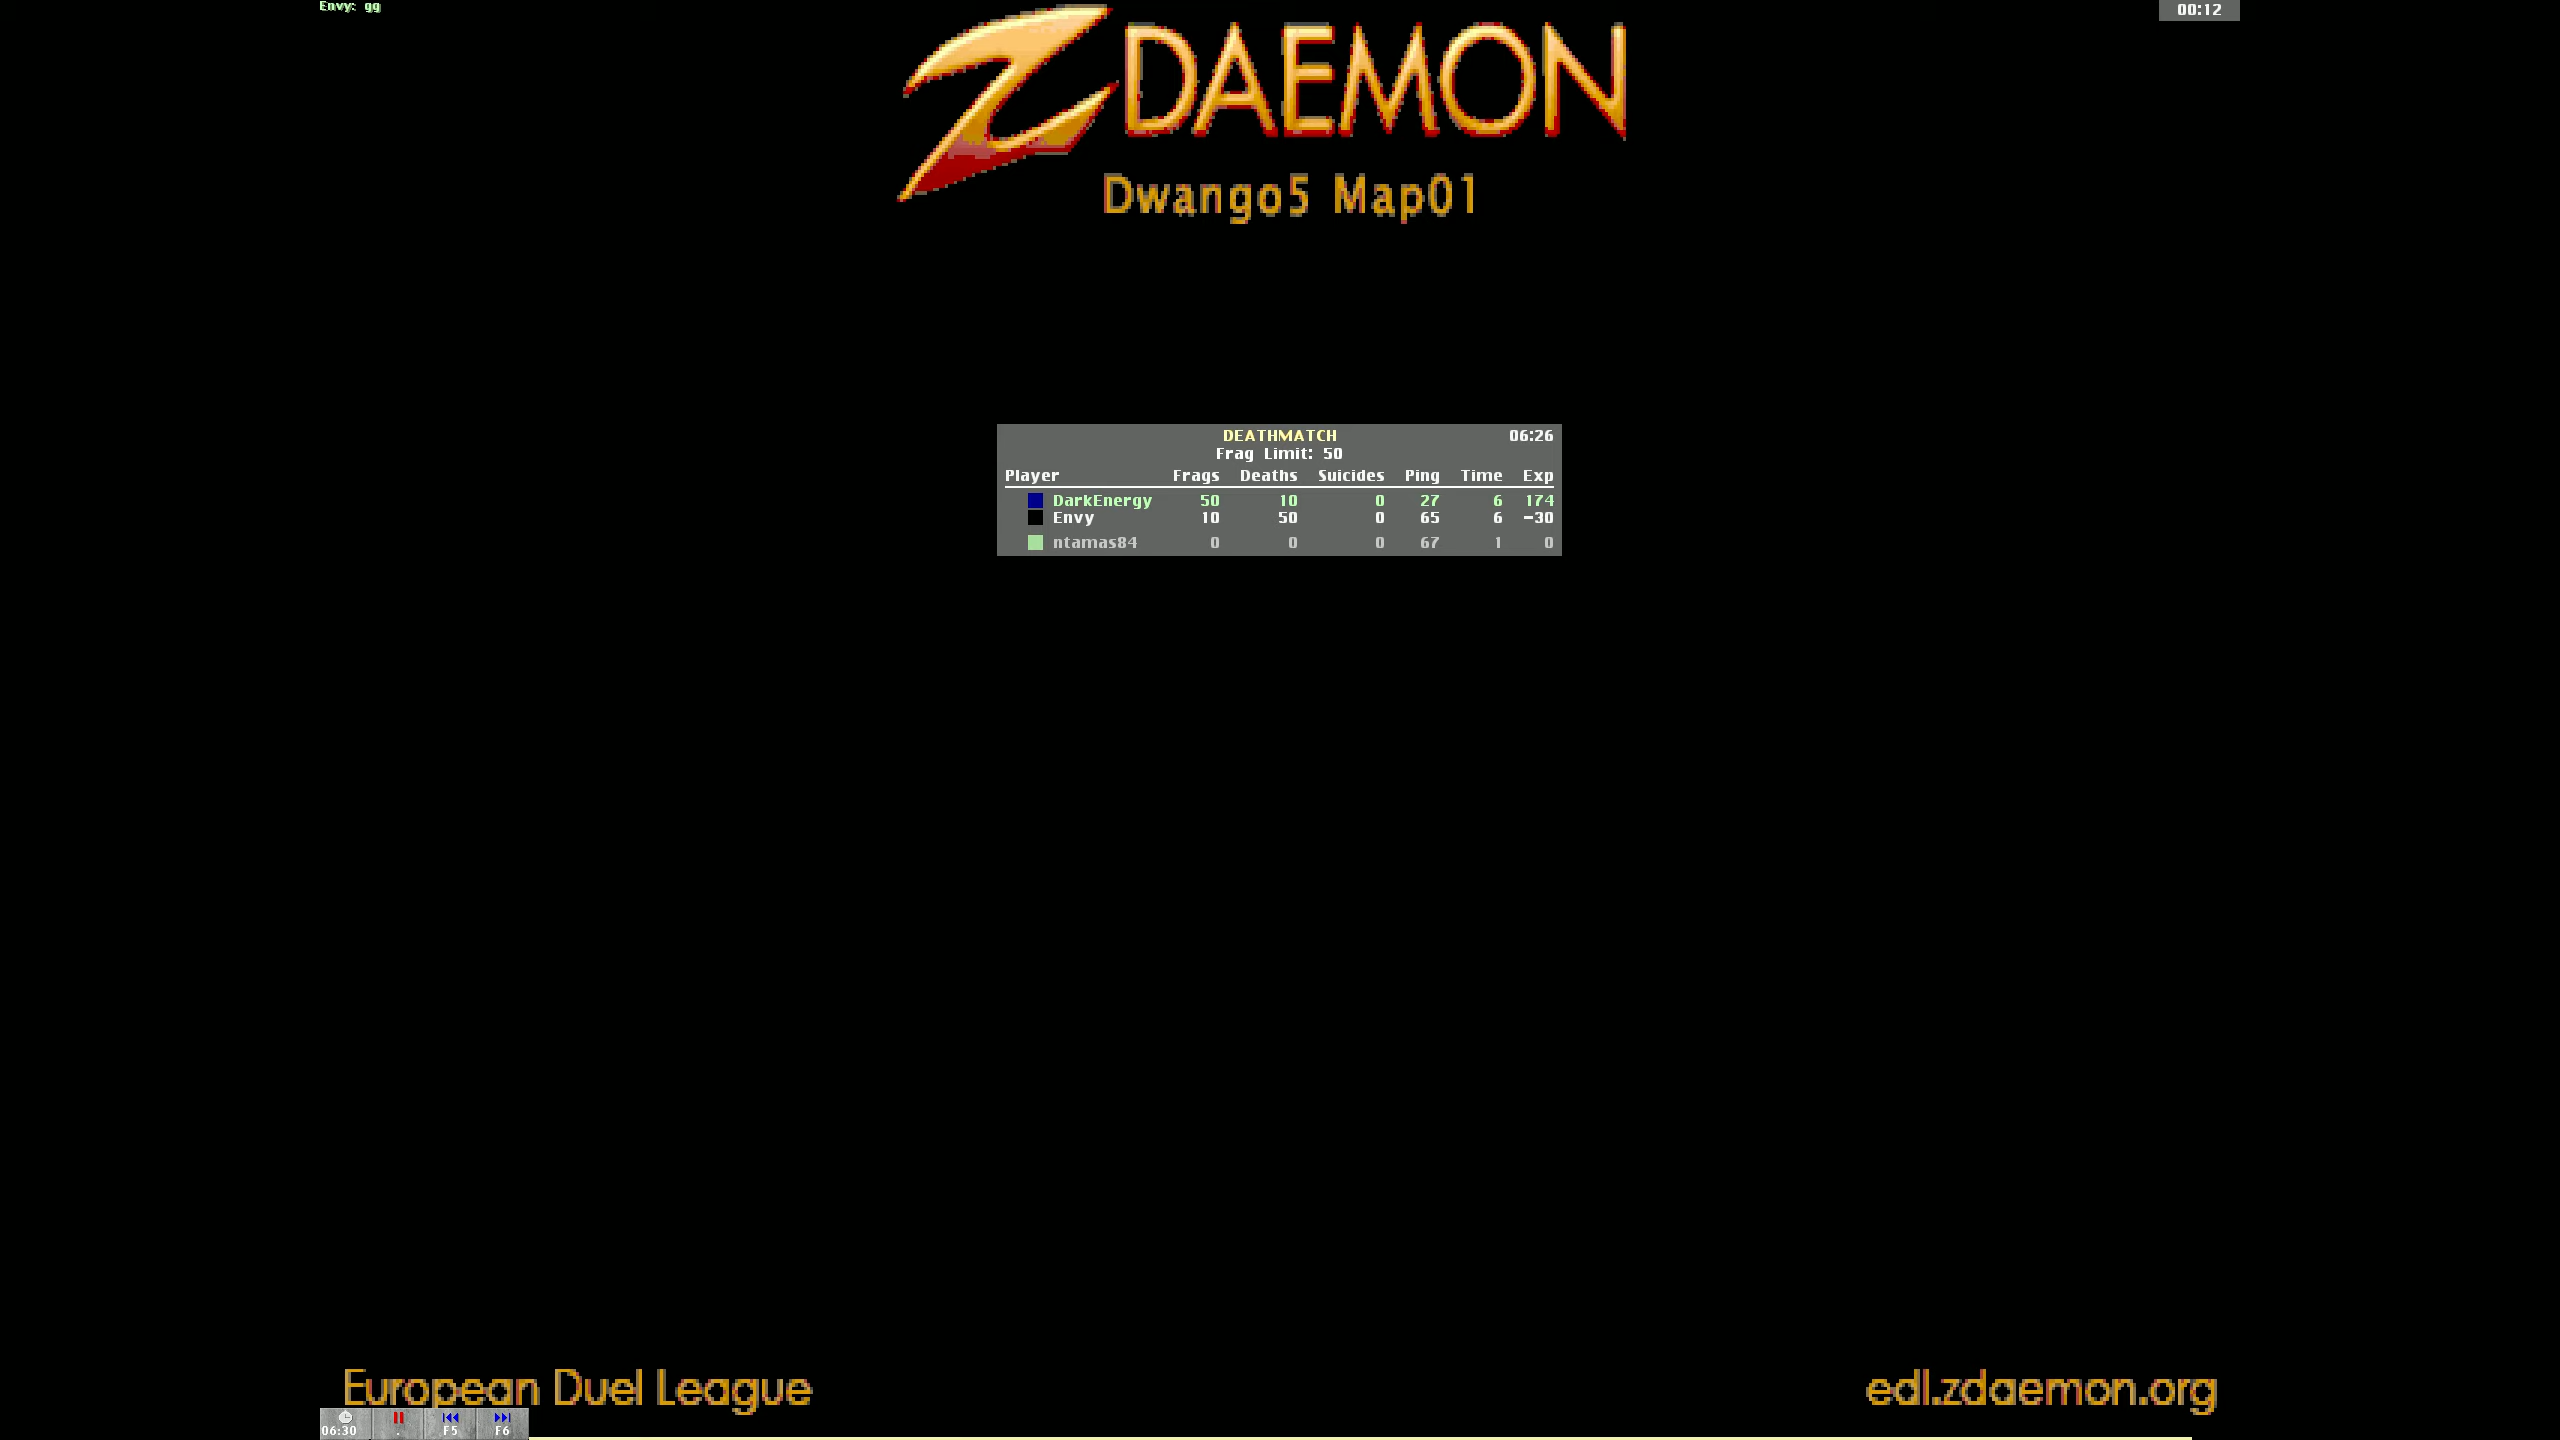 Envy: gg
00:12
ZDAEMON
Dwango5 Map01
DEATHMATCH 06:26
Frag Limit: 50
Player Frags Deaths Suicides Ping Time Exp
DarkEnergy 50 10 0 27 6 174
Envy 10 50 0 65 6 -30
ntamas84 0 0 0 67 1 0
European Duel League
edl.zdaemon.org
06:30 . F5 F6